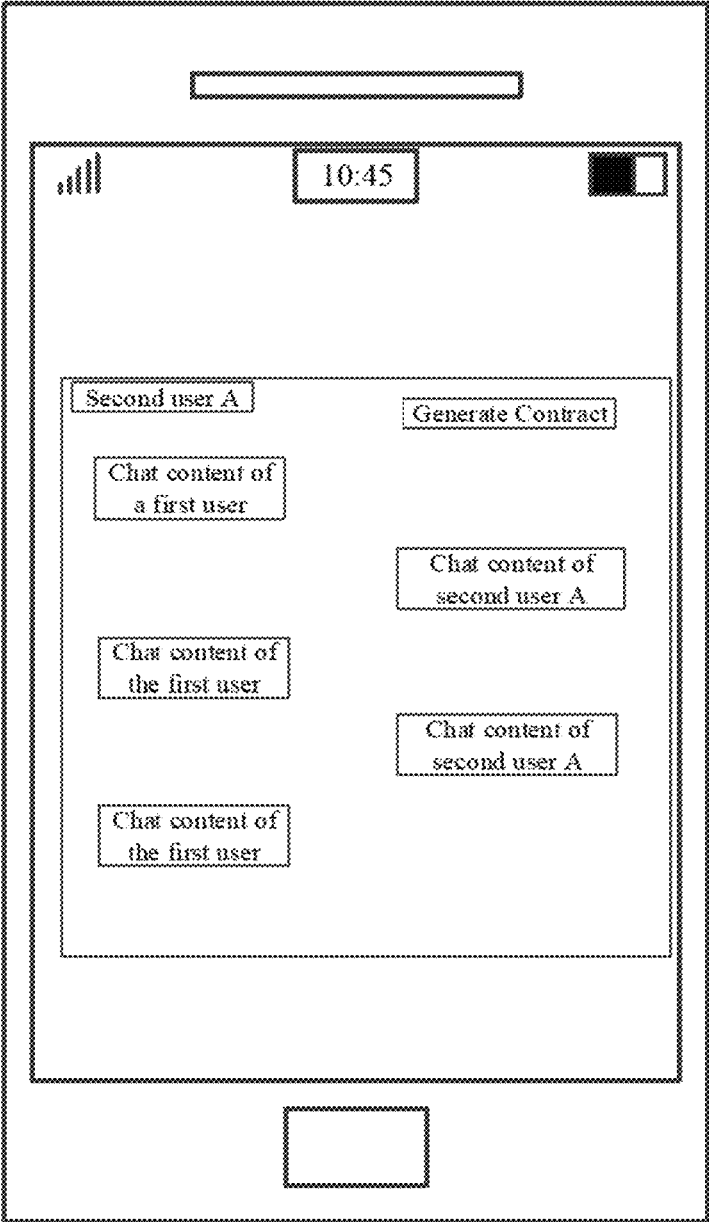 10:45
Second user A
Generate Contract
Chat content of
a first user
Chat content of
second user A
Chat content of
the first user
Chat content of
second user A
Chat content of
the first user